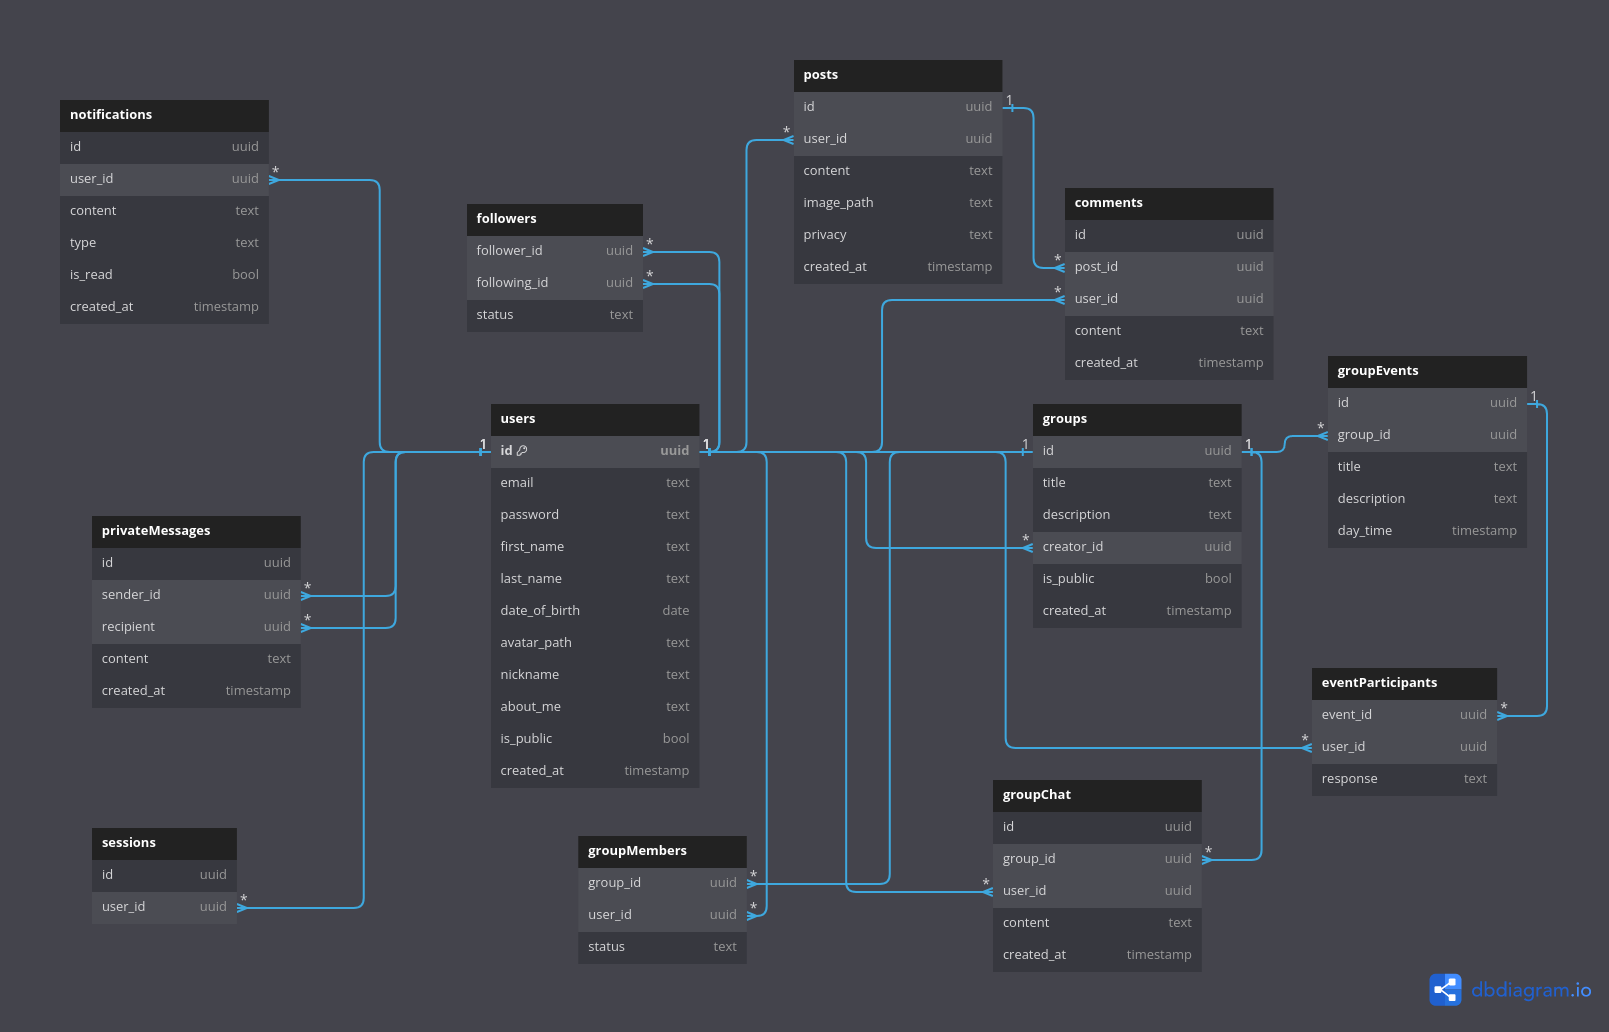 notifications
id uuid
user_id uuid
content text
type text
is_read bool
created_at timestamp
*
followers
follower_id uuid
following_id uuid
status text
*
*
posts
id uuid
user_id uuid
content text
image_path text
privacy text
created_at timestamp
1
*
comments
id uuid
post_id uuid
user_id uuid
content text
created_at timestamp
*
*
users
id uuid
email text
password text
first_name text
last_name text
date_of_birth date
avatar_path text
nickname text
about_me text
is_public bool
created_at timestamp
1
1
groups
id uuid
title text
description text
creator_id uuid
is_public bool
created_at timestamp
1
1
*
groupEvents
id uuid
group_id uuid
title text
description text
day_time timestamp
1
*
privateMessages
id uuid
sender_id uuid
recipient uuid
content text
created_at timestamp
*
*
eventParticipants
event_id uuid
user_id uuid
response text
*
*
sessions
id uuid
user_id uuid
*
groupMembers
group_id uuid
user_id uuid
status text
*
*
groupChat
id uuid
group_id uuid
user_id uuid
content text
created_at timestamp
*
*
dbdiagram.io